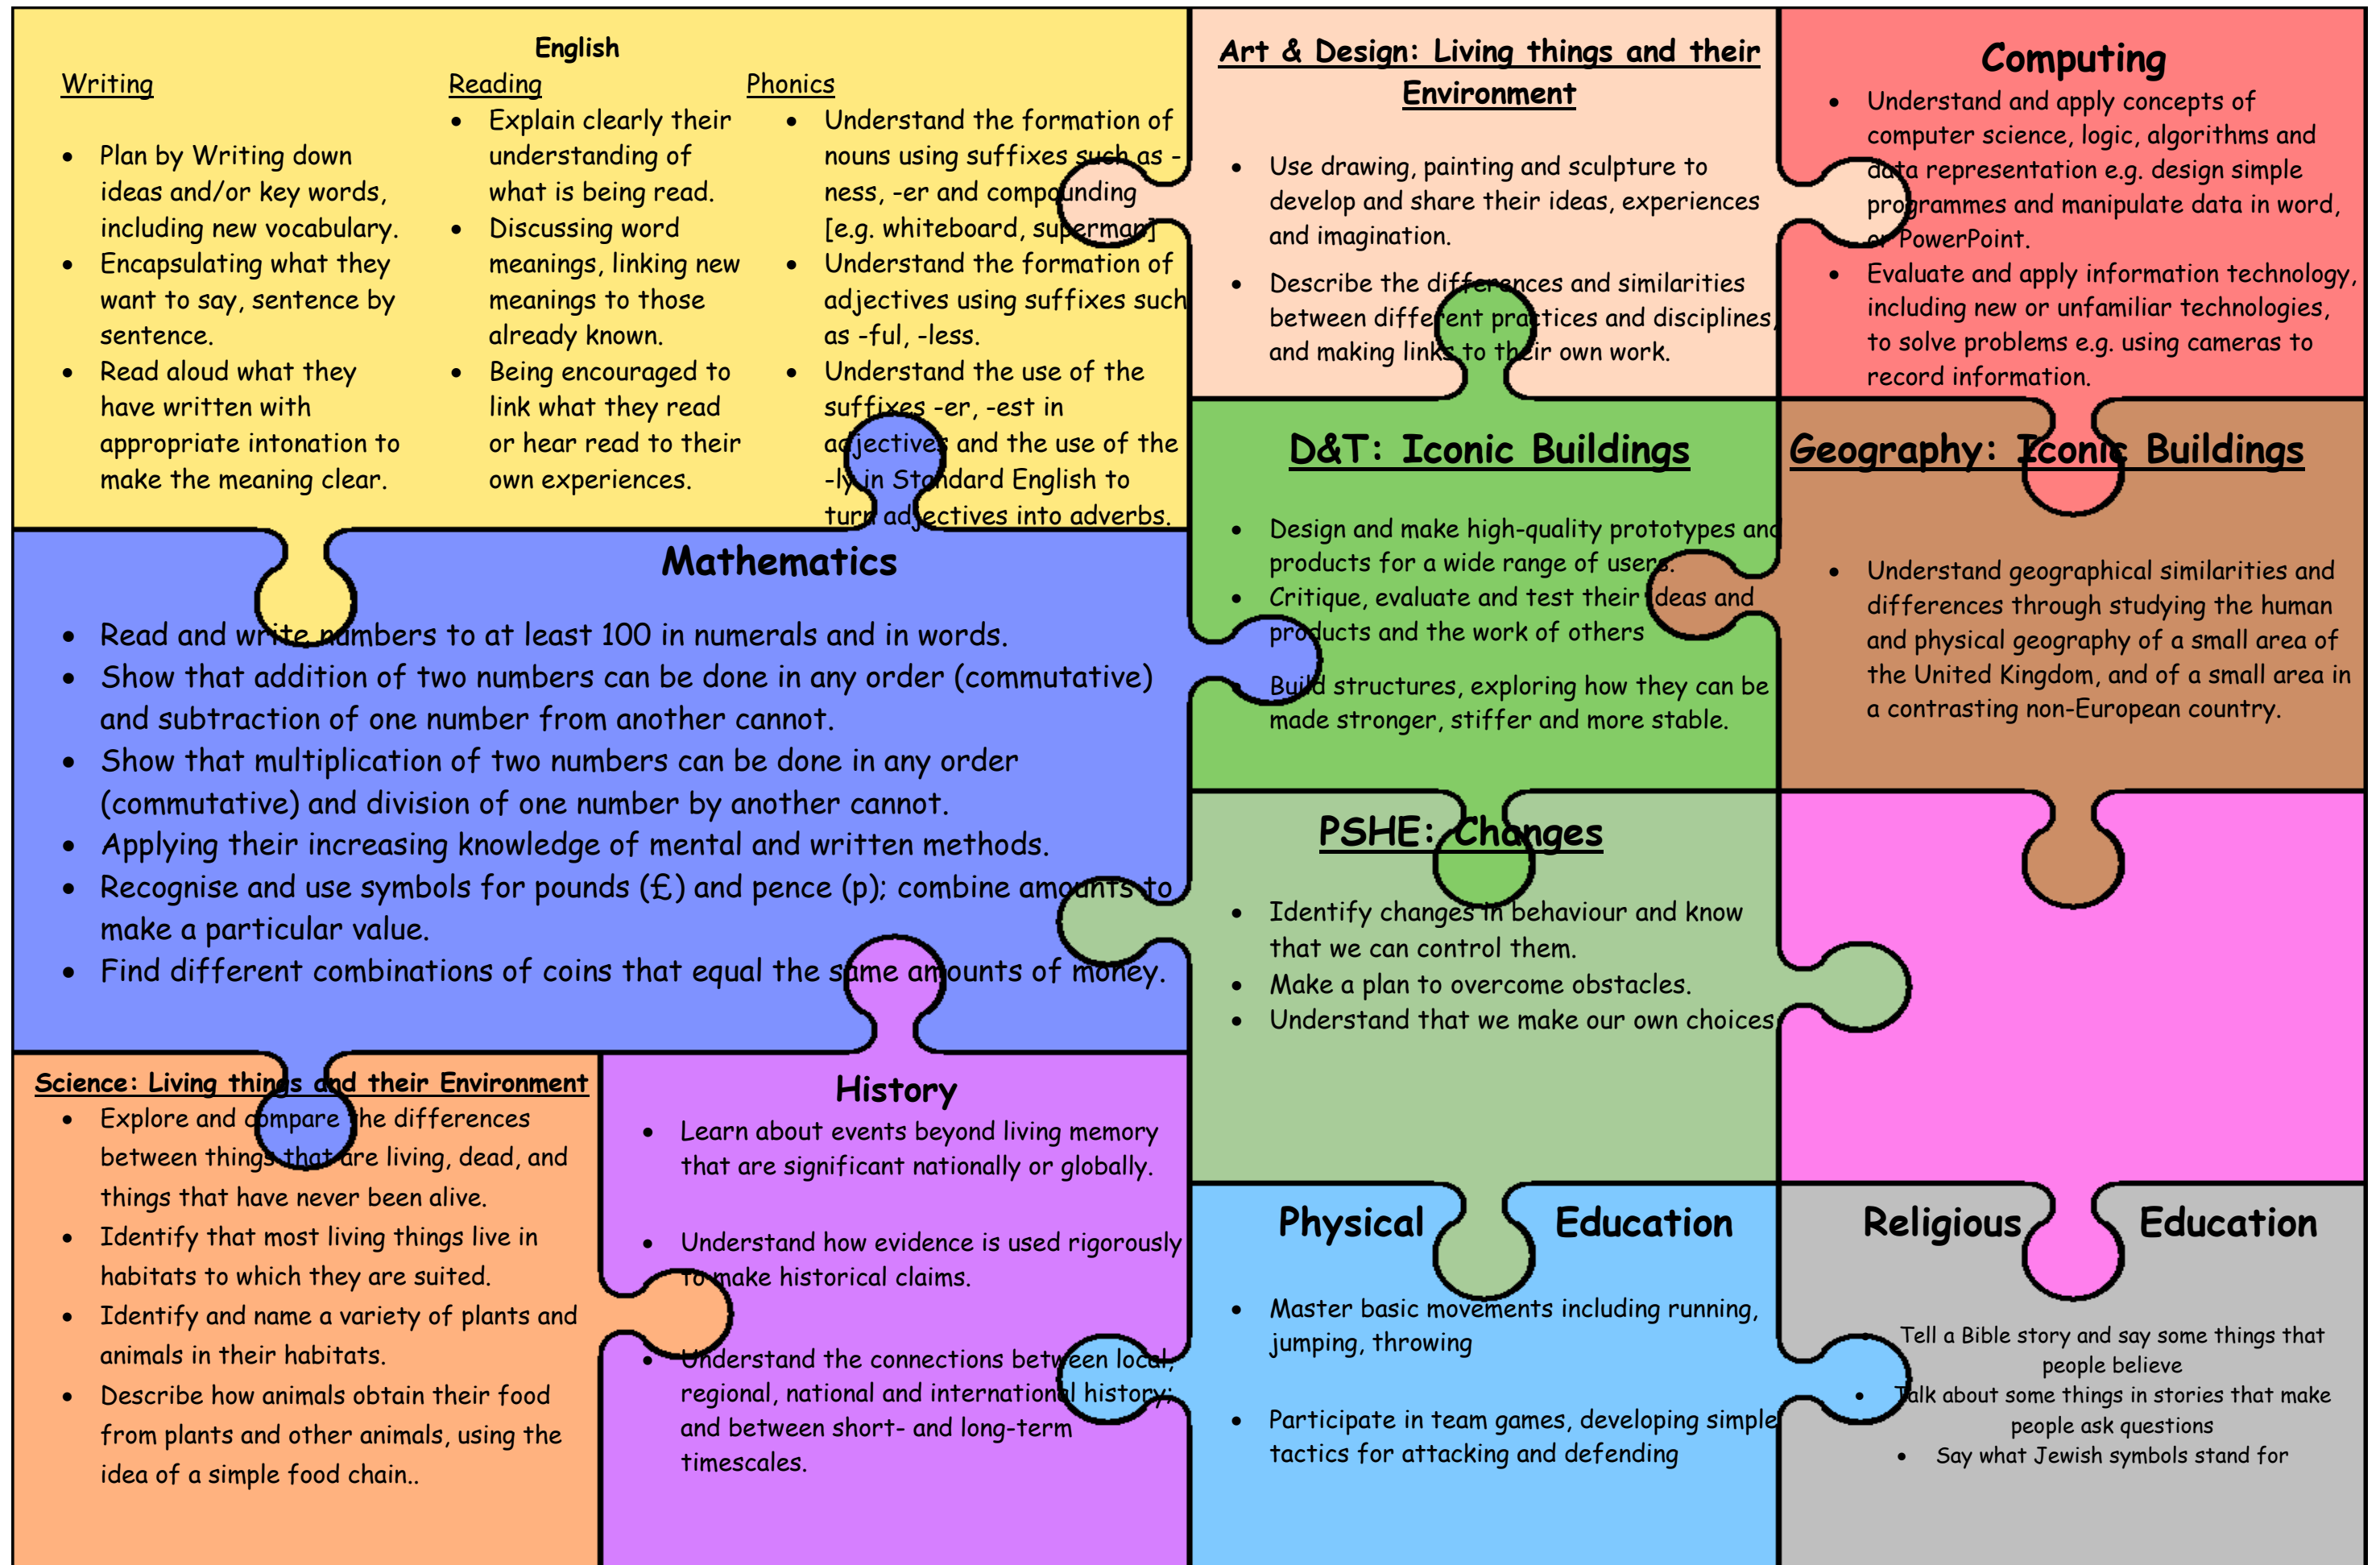 English
Writing
• Plan by Writing down
ideas and/or key words,
including new vocabulary.
• Encapsulating what they
want to say, sentence by
sentence.
• Read aloud what they
have written with
appropriate intonation to
make the meaning clear.
Reading
• Explain clearly their
understanding of
what is being read.
• Discussing word
meanings, linking new
meanings to those
already known.
• Being encouraged to
link what they read
or hear read to their
own experiences.
Phonics
• Understand the formation of
nouns using suffixes such as -
ness, -er and compounding
[e.g. whiteboard, superman]
• Understand the formation of
adjectives using suffixes such
as -ful, -less.
• Understand the use of the
suffixes -er, -est in
adjectives and the use of the
-ly in Standard English to
turn adjectives into adverbs.
Art & Design: Living things and their
Environment
• Use drawing, painting and sculpture to
develop and share their ideas, experiences
and imagination.
• Describe the differences and similarities
between different practices and disciplines,
and making links to their own work.
Computing
• Understand and apply concepts of
computer science, logic, algorithms and
data representation e.g. design simple
programmes and manipulate data in word,
or PowerPoint.
• Evaluate and apply information technology,
including new or unfamiliar technologies,
to solve problems e.g. using cameras to
record information.
Mathematics
• Read and write numbers to at least 100 in numerals and in words.
• Show that addition of two numbers can be done in any order (commutative)
and subtraction of one number from another cannot.
• Show that multiplication of two numbers can be done in any order
(commutative) and division of one number by another cannot.
• Applying their increasing knowledge of mental and written methods.
• Recognise and use symbols for pounds (£) and pence (p); combine amounts to
make a particular value.
• Find different combinations of coins that equal the same amounts of money.
D&T: Iconic Buildings
• Design and make high-quality prototypes and
products for a wide range of users.
• Critique, evaluate and test their ideas and
products and the work of others
Build structures, exploring how they can be
made stronger, stiffer and more stable.
Geography: Iconic Buildings
• Understand geographical similarities and
differences through studying the human
and physical geography of a small area of
the United Kingdom, and of a small area in
a contrasting non-European country.
PSHE: Changes
• Identify changes in behaviour and know
that we can control them.
• Make a plan to overcome obstacles.
• Understand that we make our own choices
Science: Living things and their Environment
• Explore and compare the differences
between things that are living, dead, and
things that have never been alive.
• Identify that most living things live in
habitats to which they are suited.
• Identify and name a variety of plants and
animals in their habitats.
• Describe how animals obtain their food
from plants and other animals, using the
idea of a simple food chain..
History
• Learn about events beyond living memory
that are significant nationally or globally.
• Understand how evidence is used rigorously
to make historical claims.
• Understand the connections between local,
regional, national and international history;
and between short- and long-term
timescales.
Physical Education
• Master basic movements including running,
jumping, throwing
• Participate in team games, developing simple
tactics for attacking and defending
Religious Education
• Tell a Bible story and say some things that
people believe
• Talk about some things in stories that make
people ask questions
• Say what Jewish symbols stand for